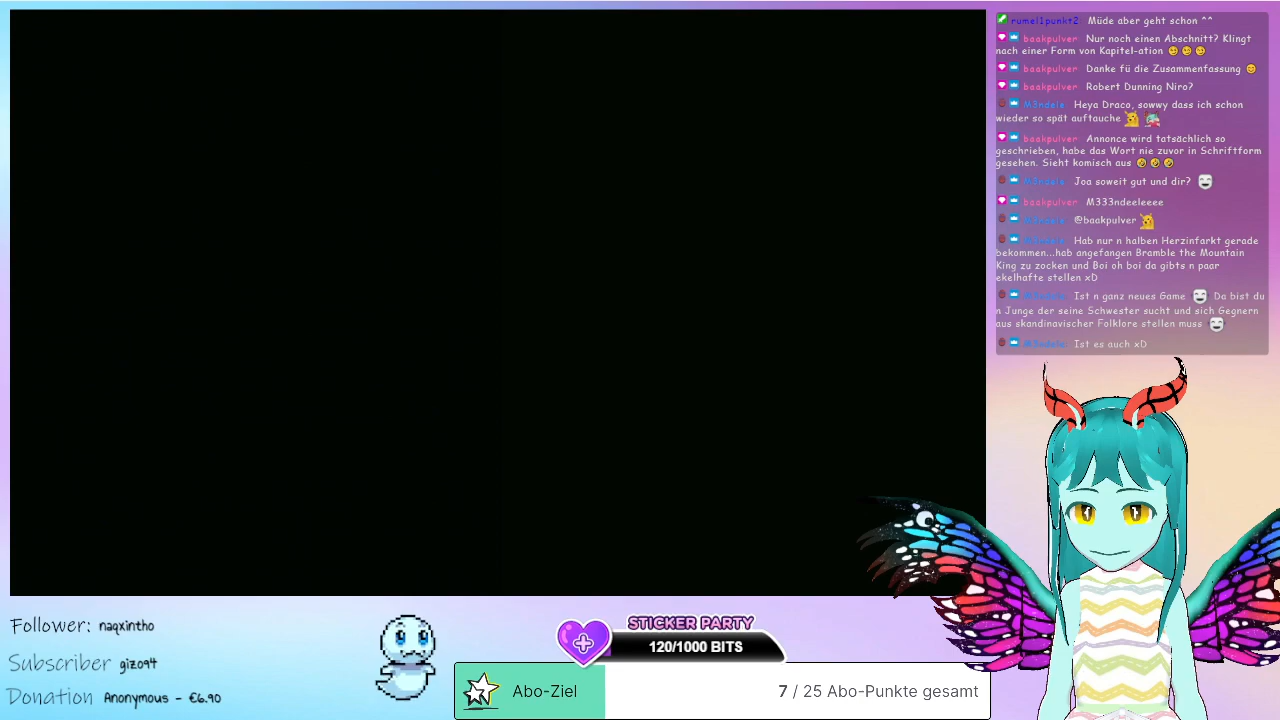 rumel1punkt2: Müde aber geht schon ^^
baakpulver Nur noch einen Abschnitt? Klingt
nach einer Form von Kapitel-ation
baakpulver Danke fü die Zusammenfassung
baakpulver Robert Dunning Niro?
M3ndele: Heya Draco, sowwy dass ich schon
wieder so spät auftauche
baakpulver Annonce wird tatsächlich so
geschrieben, habe das Wort nie zuvor in Schriftform
gesehen. Sieht komisch aus
M3ndele: Joa soweit gut und dir?
baakpulver M333ndeeleeee
M3ndele: @baakpulver
M3ndele: Hab nur n halben Herzinfarkt gerade
bekommen...hab angefangen Bramble the Mountain
King zu zocken und Boi oh boi da gibts n paar
ekelhafte stellen xD
M3ndele: Ist n ganz neues Game Da bist du
n Junge der seine Schwester sucht und sich Gegnern
aus skandinavischer Folklore stellen muss
M3ndele: Ist es auch xD
Follower: naqxintho
Subscriber gizo94
Donation Anonymous - €6.90
STICKER PARTY
120/1000 BITS
Abo-Ziel
7 / 25 Abo-Punkte gesamt